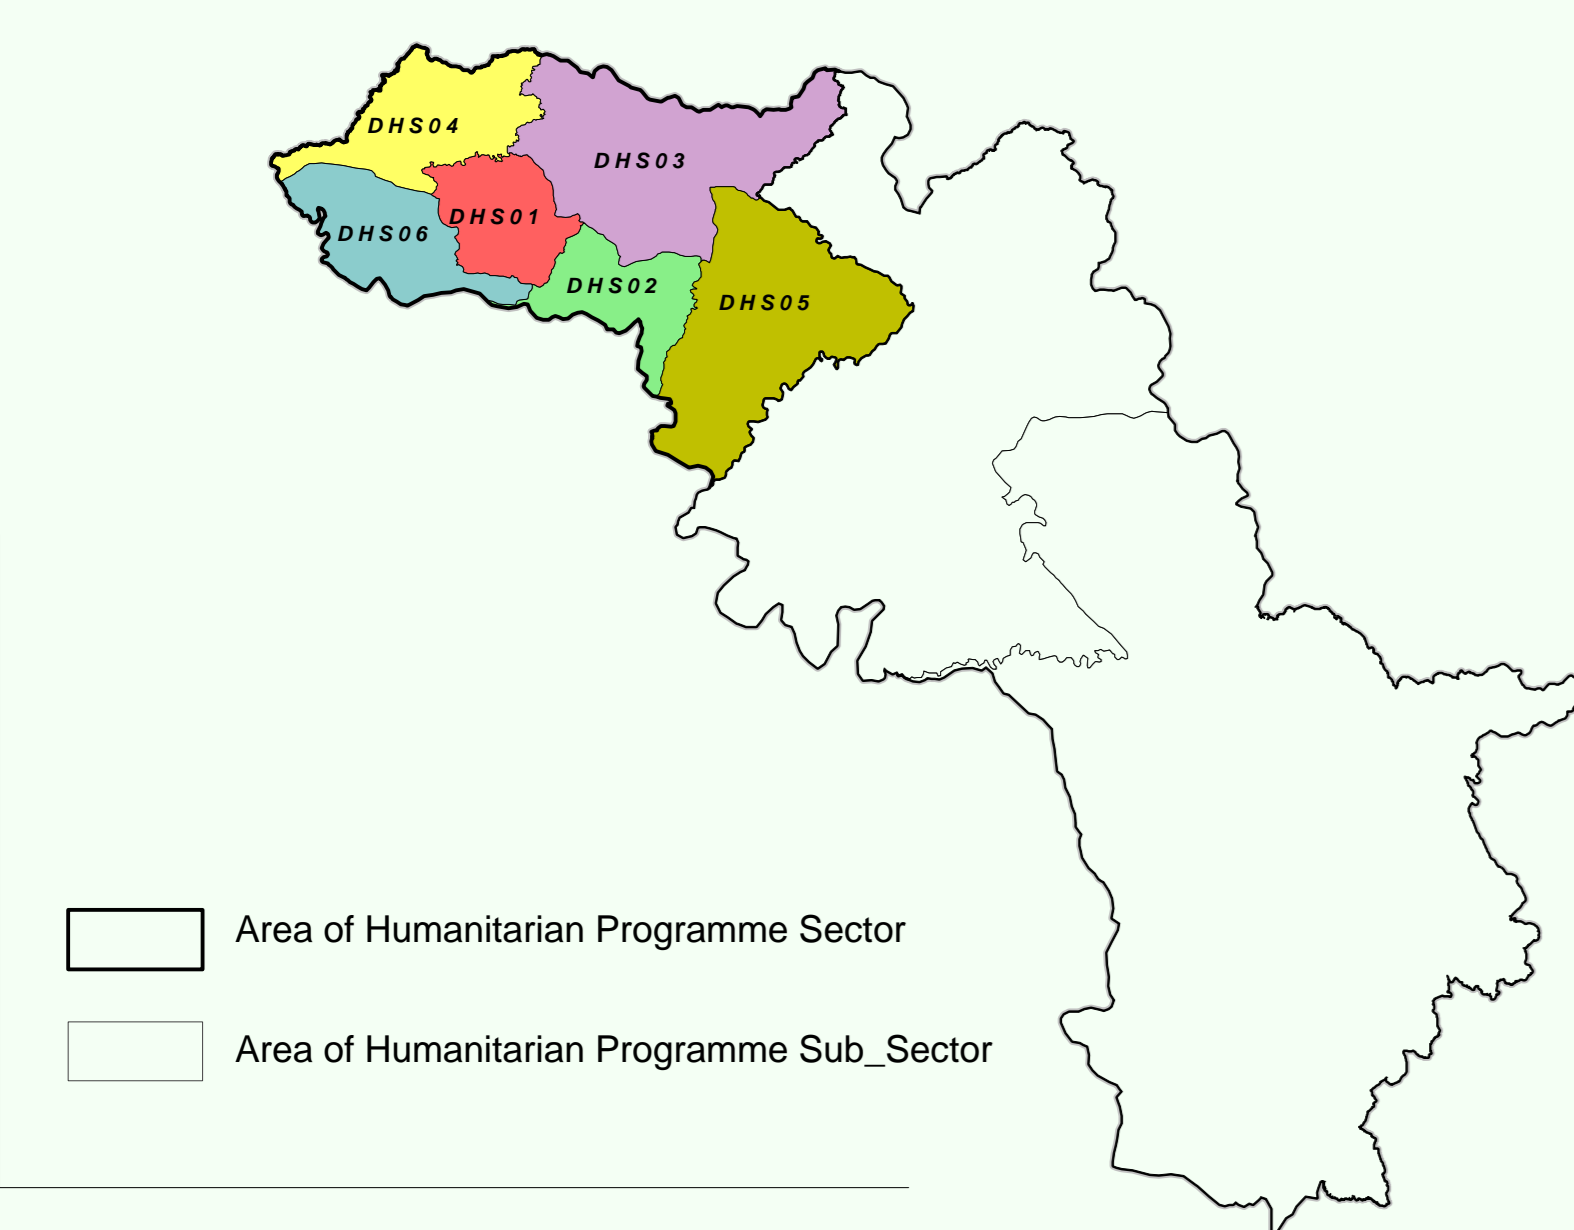 DHS04
DHS03
DHS01
DHS06
DHS02
DHS05
Area of Humanitarian Programme Sector
Area of Humanitarian Programme Sub_Sector